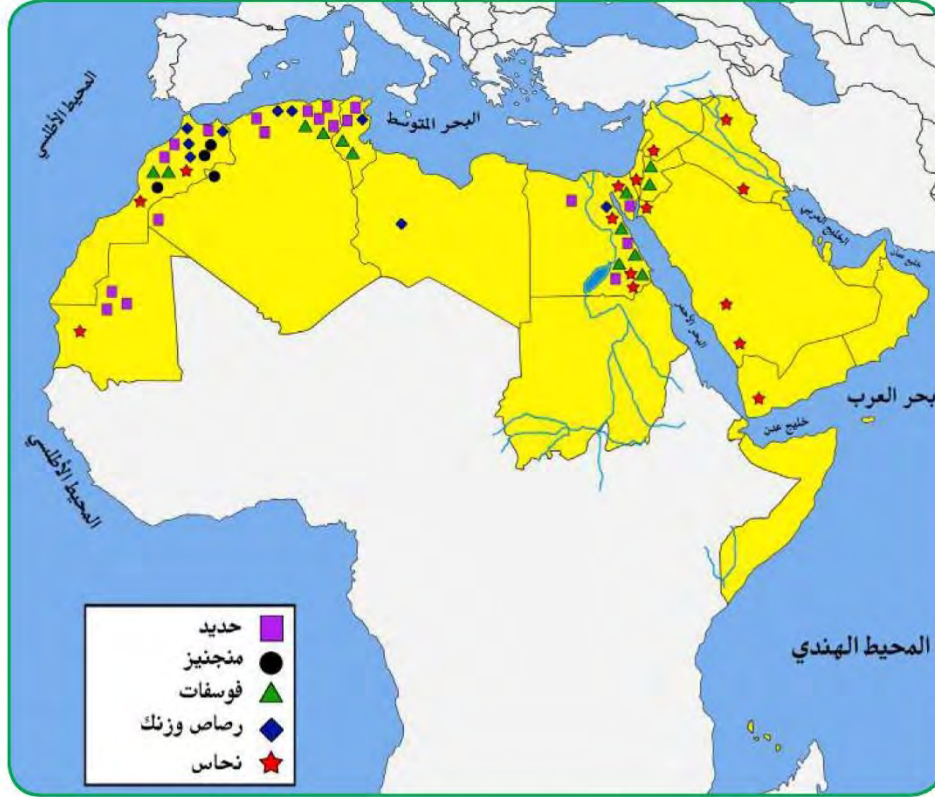 المحيط الأطلسي
البحر المتوسط
الخليج العربي
خليج عمان
البحر الأحمر
بحر العرب
خليج عدن
المحيط الأطلسي
المحيط الهندي
حديد
منجنيز
فوسفات
رصاص وزنك
نحاس